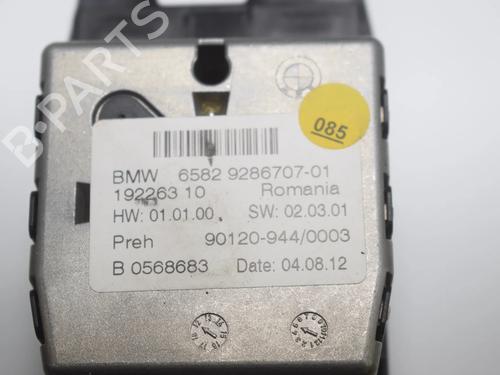 B-PARTS
085
BMW 6582 9286707-01
192263 10 Romania
HW: 01.01.00 SW: 02.03.01
Preh 90120-944/0003
B 0568683 Date: 04.08.12